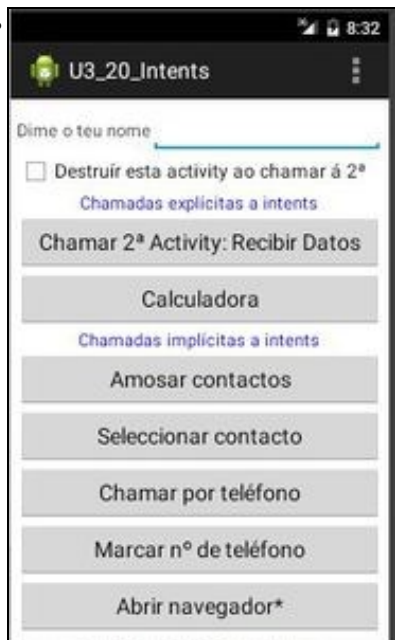 8:32
U3_20_Intents
Dime o teu nome
Destruír esta activity ao chamar á 2ª
Chamadas explícitas a intents
Chamar 2ª Activity: Recibir Datos
Calculadora
Chamadas implícitas a intents
Amosar contactos
Seleccionar contacto
Chamar por teléfono
Marcar nº de teléfono
Abrir navegador*